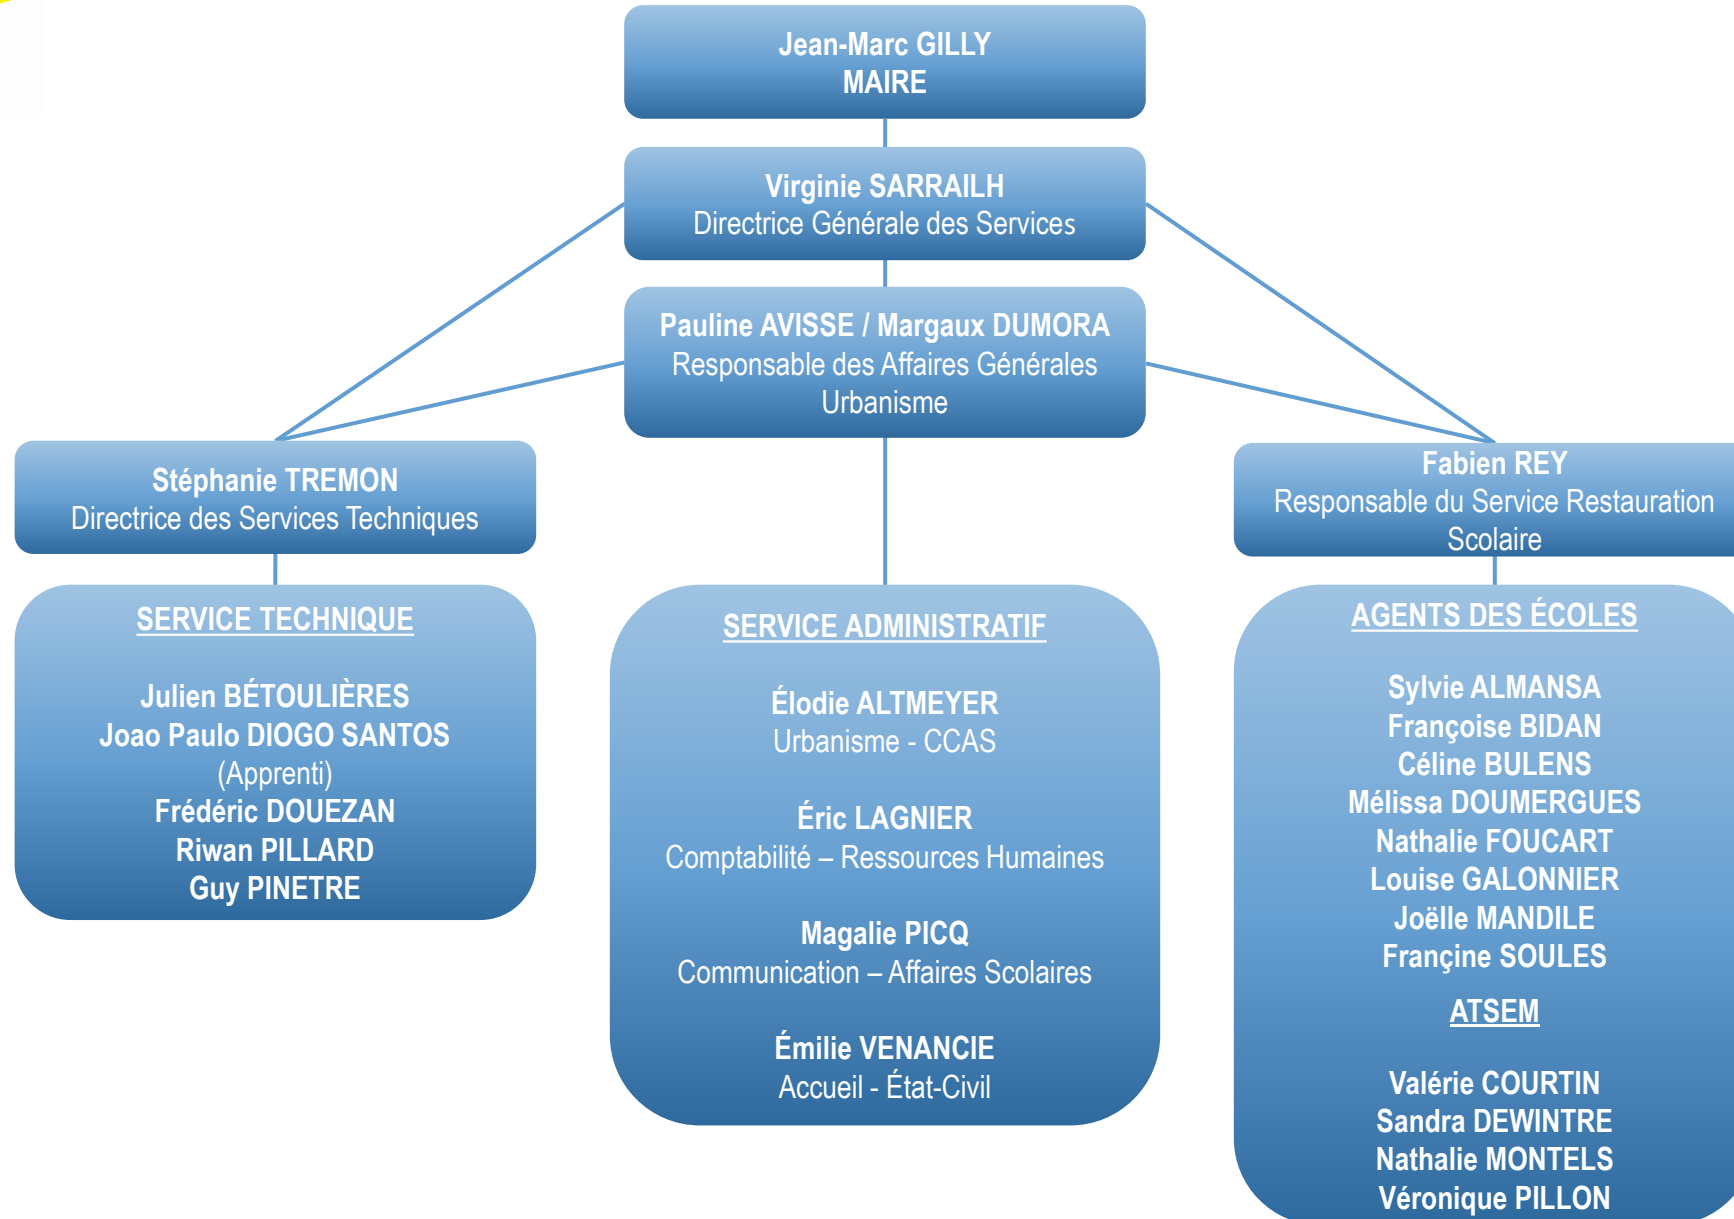 Jean-Marc GILLY
MAIRE
Virginie SARRAILH
Directrice Générale des Services
Pauline AVISSE / Margaux DUMORA
Responsable des Affaires Générales
Urbanisme
Stéphanie TREMON
Directrice des Services Techniques
Fabien REY
Responsable du Service Restauration
Scolaire
SERVICE TECHNIQUE
Julien BÉTOULIÈRES
Joao Paulo DIOGO SANTOS
(Apprenti)
Frédéric DOUEZAN
Riwan PILLARD
Guy PINETRE
SERVICE ADMINISTRATIF
Élodie ALTMEYER
Urbanisme - CCAS
Éric LAGNIER
Comptabilité – Ressources Humaines
Magalie PICQ
Communication – Affaires Scolaires
Émilie VENANCIE
Accueil - État-Civil
AGENTS DES ÉCOLES
Sylvie ALMANSA
Françoise BIDAN
Céline BULENS
Mélissa DOUMERGUES
Nathalie FOUCART
Louise GALONNIER
Joëlle MANDILE
Françine SOULES
ATSEM
Valérie COURTIN
Sandra DEWINTRE
Nathalie MONTELS
Véronique PILLON